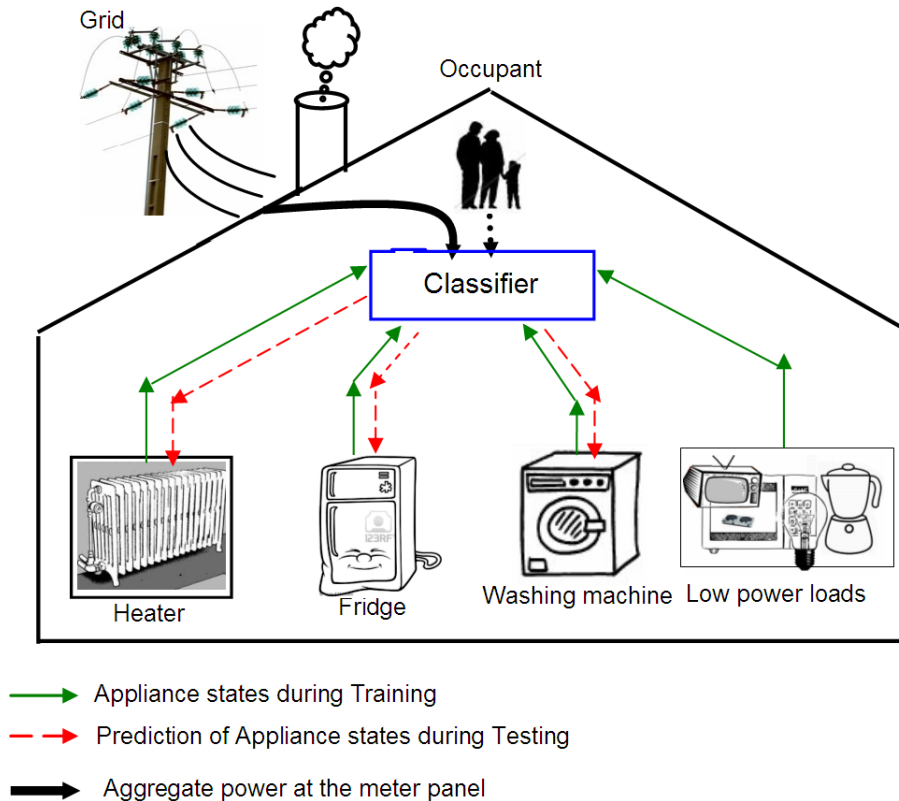 Grid
Occupant
Classifier
123RF
Heater
Fridge
Washing machine
Low power loads
Appliance states during Training
Prediction of Appliance states during Testing
Aggregate power at the meter panel